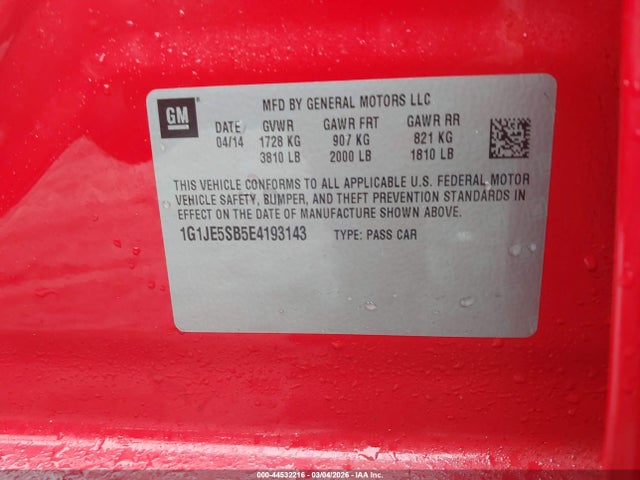 GM
MFD BY GENERAL MOTORS LLC
DATE GVWR GAWR FRT GAWR RR
04/14 1728 KG 907 KG 821 KG
3810 LB 2000 LB 1810 LB
THIS VEHICLE CONFORMS TO ALL APPLICABLE U.S. FEDERAL MOTOR
VEHICLE SAFETY, BUMPER, AND THEFT PREVENTION STANDARDS IN
EFFECT ON THE DATE OF MANUFACTURE SHOWN ABOVE.
1G1JE5SB5E4193143 TYPE: PASS CAR
000-44532216 - 03/04/2026 - IAA Inc.